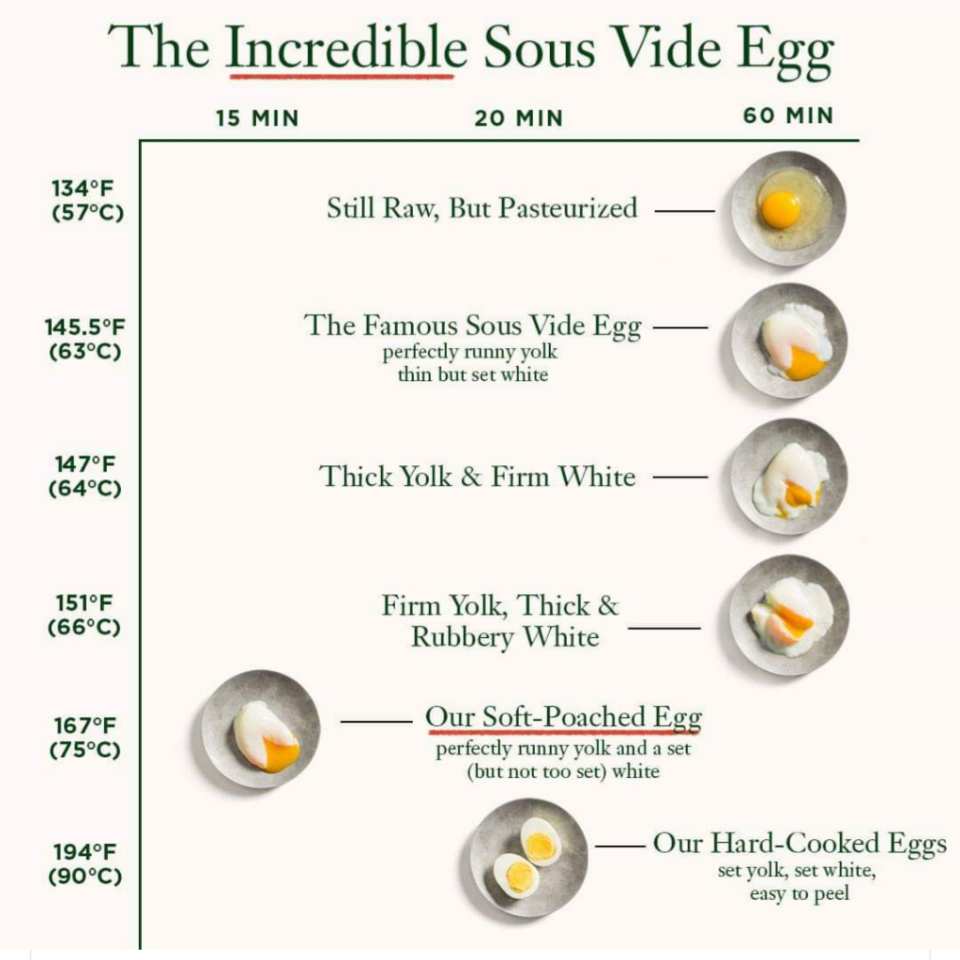 The Incredible Sous Vide Egg
15 MIN
20 MIN
60 MIN
134°F
(57°C)
Still Raw, But Pasteurized
145.5°F
(63°C)
The Famous Sous Vide Egg
perfectly runny yolk
thin but set white
147°F
(64°C)
Thick Yolk & Firm White
151°F
(66°C)
Firm Yolk, Thick &
Rubbery White
167°F
(75°C)
Our Soft-Poached Egg
perfectly runny yolk and a set
(but not too set) white
194°F
(90°C)
Our Hard-Cooked Eggs
set yolk, set white,
easy to peel